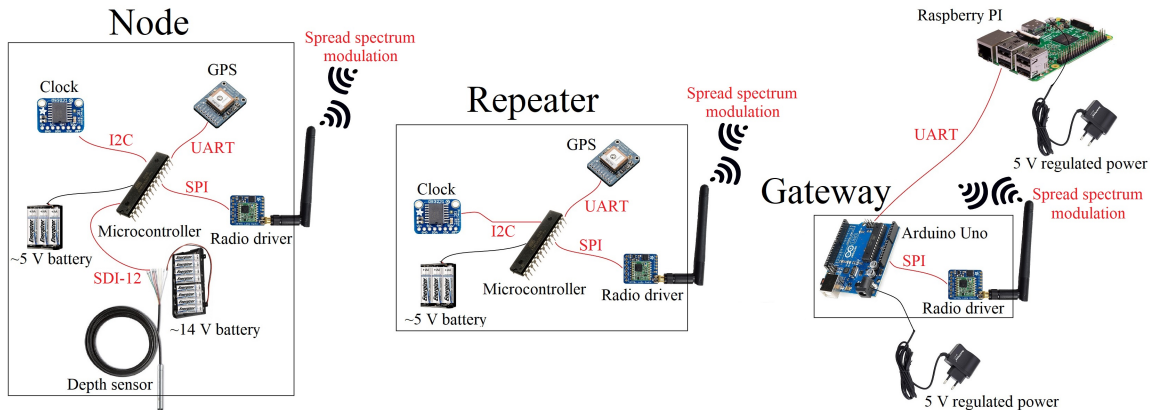 Node
Spread spectrum
modulation
Clock
GPS
I2C
UART
SPI
Microcontroller
Radio driver
~5 V battery
SDI-12
~14 V battery
Depth sensor
Repeater
Spread spectrum
modulation
GPS
Clock
UART
I2C
SPI
Microcontroller
Radio driver
~5 V battery
Raspberry PI
UART
5 V regulated power
Gateway
Spread spectrum
modulation
Arduino Uno
SPI
Radio driver
5 V regulated power